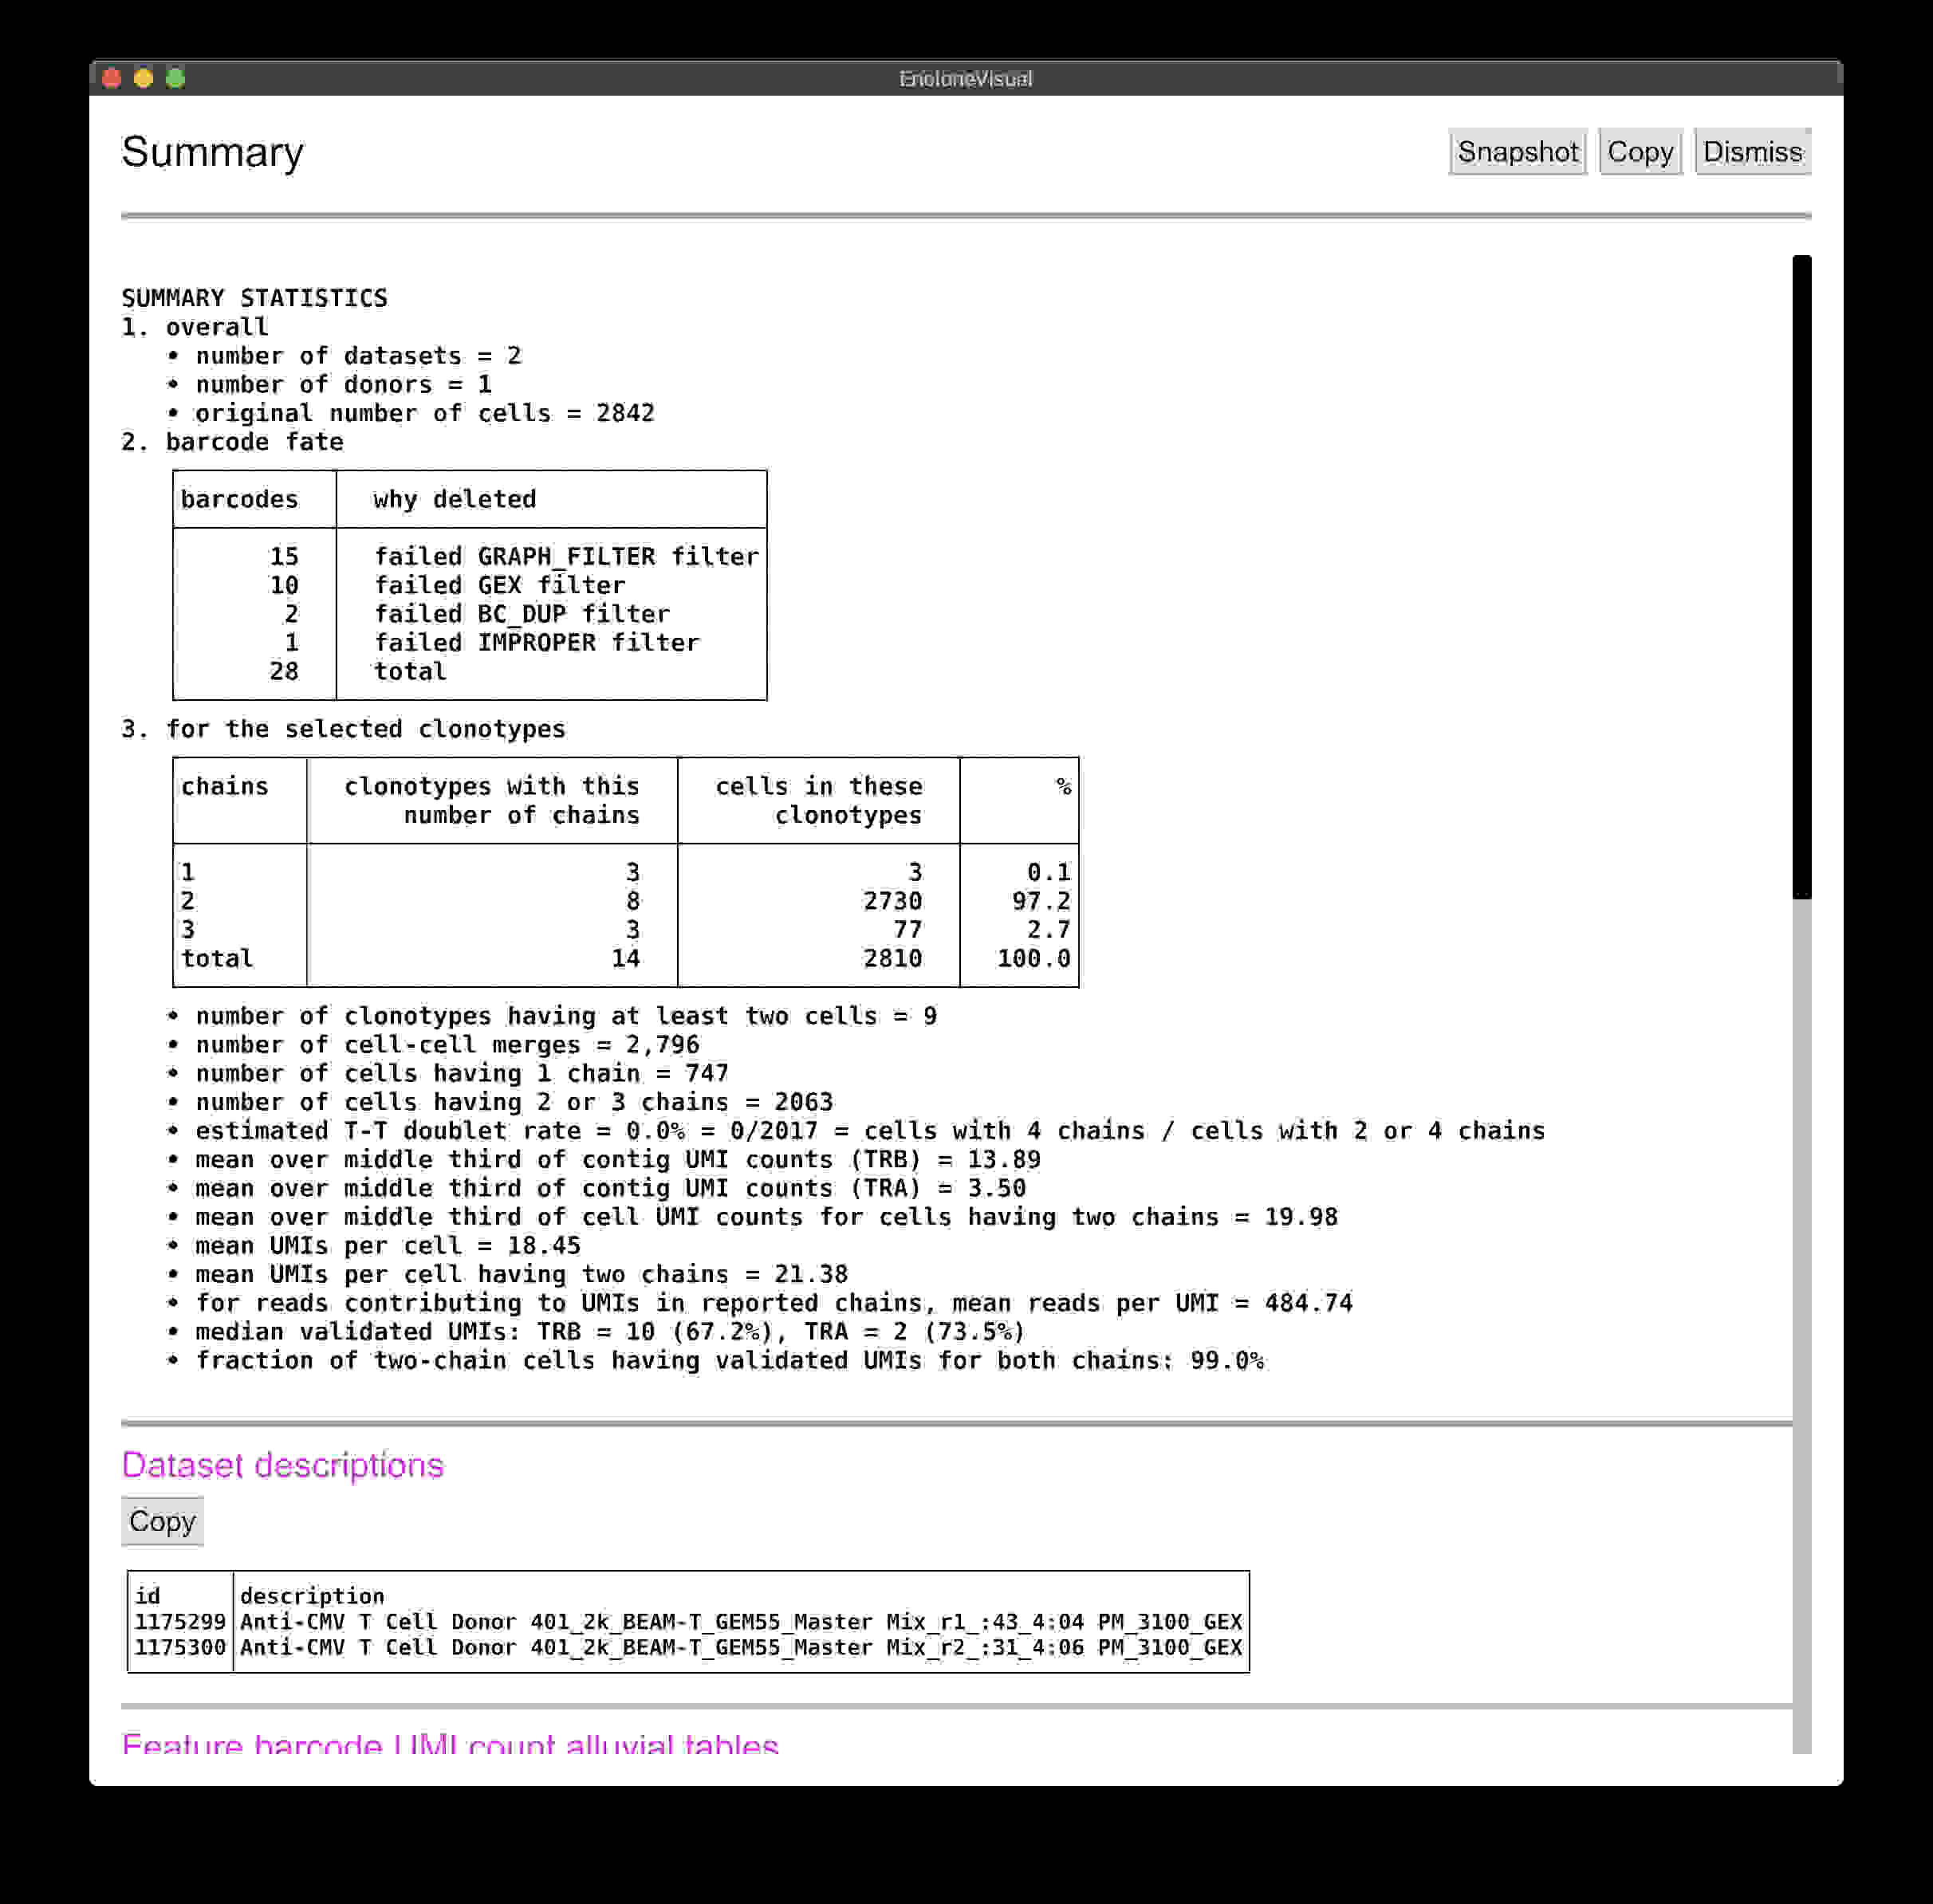 EncloneVisual
Summary
Snapshot Copy Dismiss
SUMMARY STATISTICS
1. overall
• number of datasets = 2
• number of donors = 1
• original number of cells = 2842
2. barcode fate
barcodes why deleted
15 failed GRAPH_FILTER filter
10 failed GEX filter
2 failed BC_DUP filter
1 failed IMPROPER filter
28 total
3. for the selected clonotypes
chains clonotypes with this cells in these %
number of chains clonotypes
1 3 3 0.1
2 8 2730 97.2
3 3 77 2.7
total 14 2810 100.0
• number of clonotypes having at least two cells = 9
• number of cell-cell merges = 2,796
• number of cells having 1 chain = 747
• number of cells having 2 or 3 chains = 2063
• estimated T-T doublet rate = 0.0% = 0/2017 = cells with 4 chains / cells with 2 or 4 chains
• mean over middle third of contig UMI counts (TRB) = 13.89
• mean over middle third of contig UMI counts (TRA) = 3.50
• mean over middle third of cell UMI counts for cells having two chains = 19.98
• mean UMIs per cell = 18.45
• mean UMIs per cell having two chains = 21.38
• for reads contributing to UMIs in reported chains, mean reads per UMI = 484.74
• median validated UMIs: TRB = 10 (67.2%), TRA = 2 (73.5%)
• fraction of two-chain cells having validated UMIs for both chains: 99.0%
Dataset descriptions
Copy
id description
1175299 Anti-CMV T Cell Donor 401_2k_BEAM-T_GEM55_Master Mix_r1_:43_4:04 PM_3100_GEX
1175300 Anti-CMV T Cell Donor 401_2k_BEAM-T_GEM55_Master Mix_r2_:31_4:06 PM_3100_GEX
Feature barcode UMI count alluvial tables